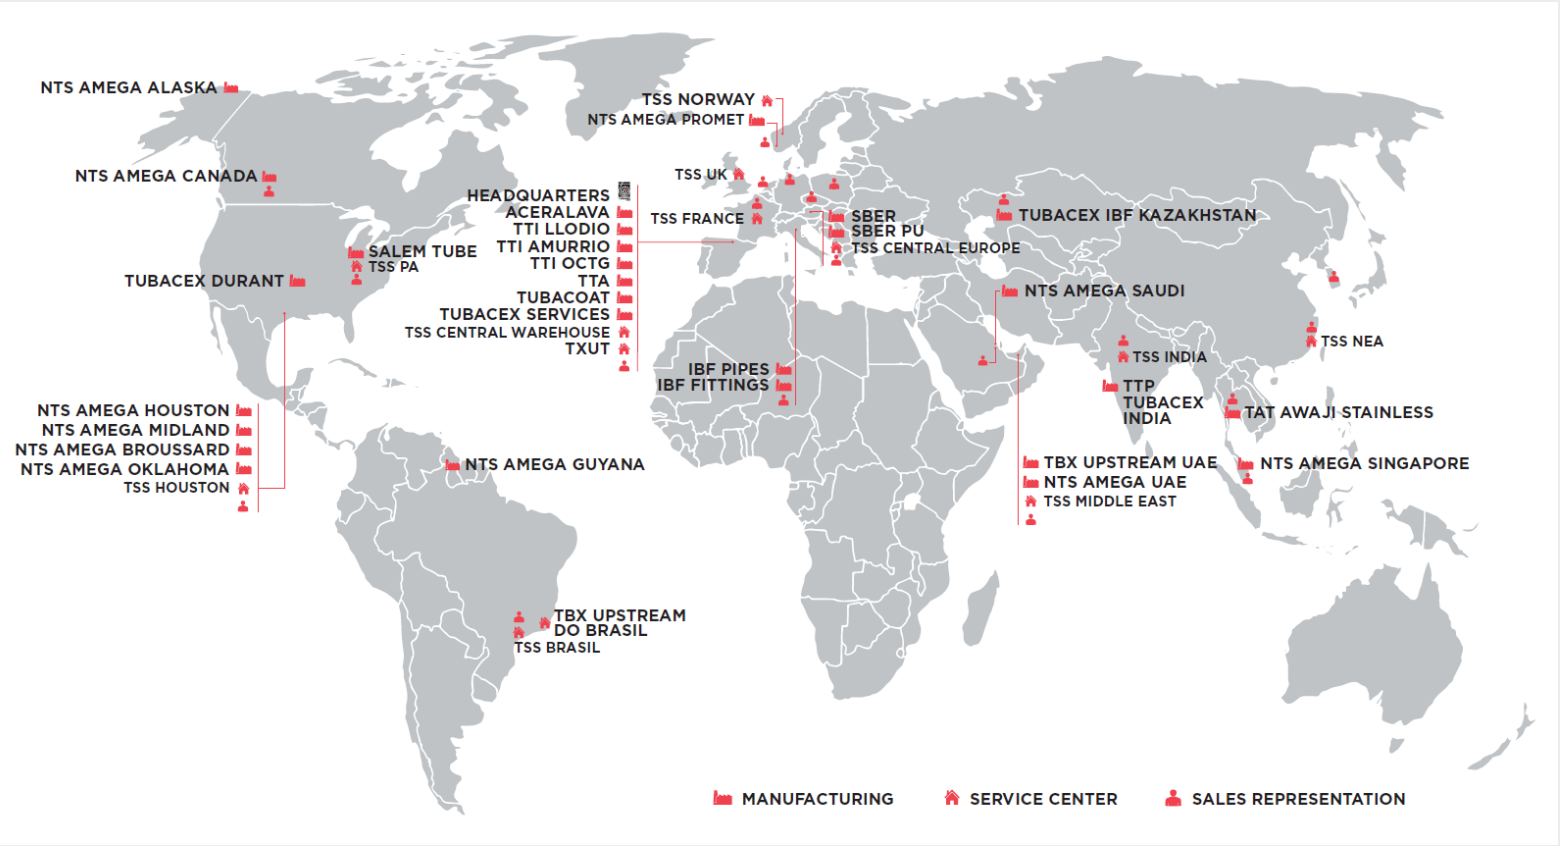 NTS AMEGA ALASKA
TSS NORWAY
NTS AMEGA PROMET
NTS AMEGA CANADA
TSS UK
HEADQUARTERS
ACERALAVA
TTI LLODIO
TTI AMURRIO
TTI OCTG
TTA
TUBACOAT
TUBACEX SERVICES
TSS CENTRAL WAREHOUSE
TXUT
TSS FRANCE
SBER
SBER PU
TSS CENTRAL EUROPE
TUBACEX IBF KAZAKHSTAN
SALEM TUBE
TSS PA
TUBACEX DURANT
NTS AMEGA SAUDI
TSS NEA
TSS INDIA
IBF PIPES
IBF FITTINGS
TTP
TUBACEX
INDIA
TAT AWAJI STAINLESS
NTS AMEGA HOUSTON
NTS AMEGA MIDLAND
NTS AMEGA BROUSSARD
NTS AMEGA OKLAHOMA
TSS HOUSTON
NTS AMEGA GUYANA
TBX UPSTREAM UAE
NTS AMEGA UAE
TSS MIDDLE EAST
NTS AMEGA SINGAPORE
TBX UPSTREAM
DO BRASIL
TSS BRASIL
MANUFACTURING
SERVICE CENTER
SALES REPRESENTATION